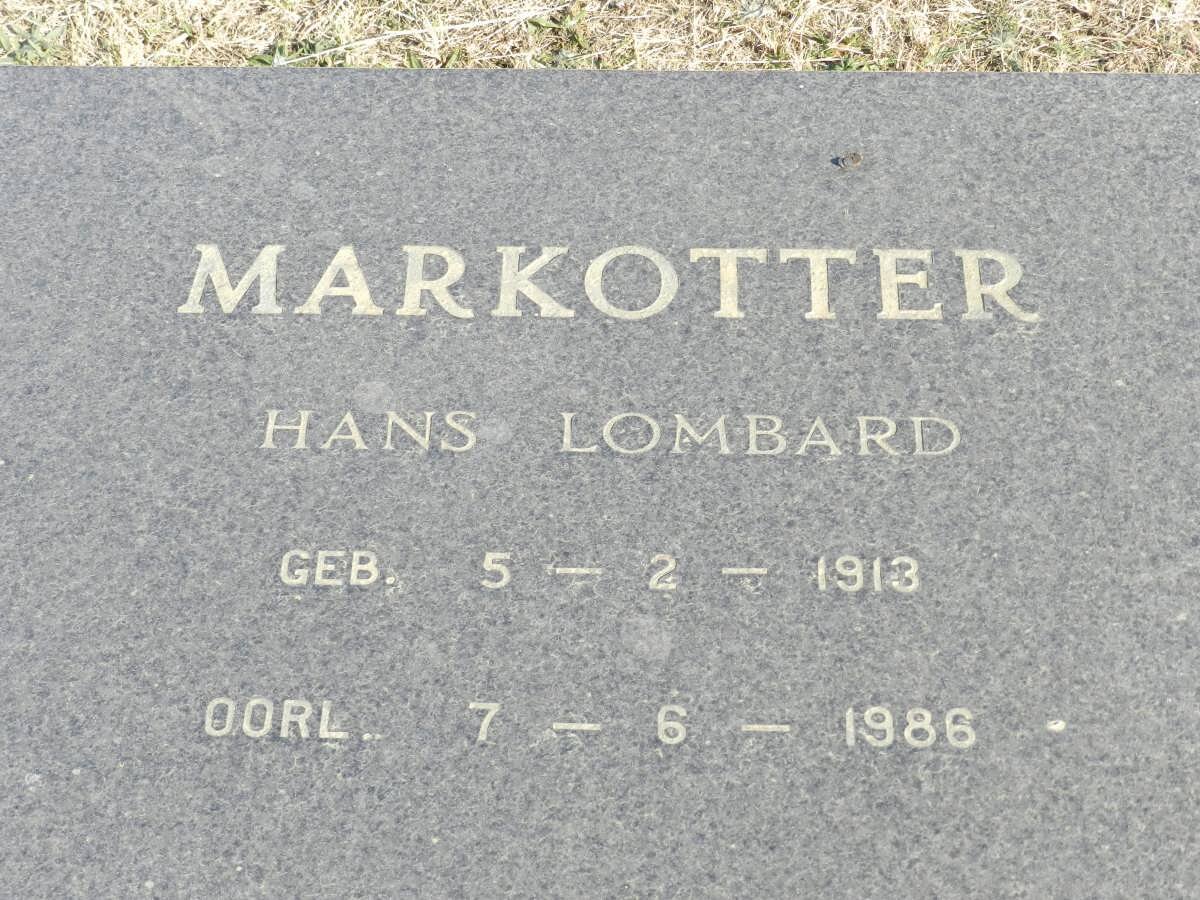 MARKOTTER
HANS LOMBARD
GEB. 5 – 2 – 1913
OORL. 7 – 6 – 1986